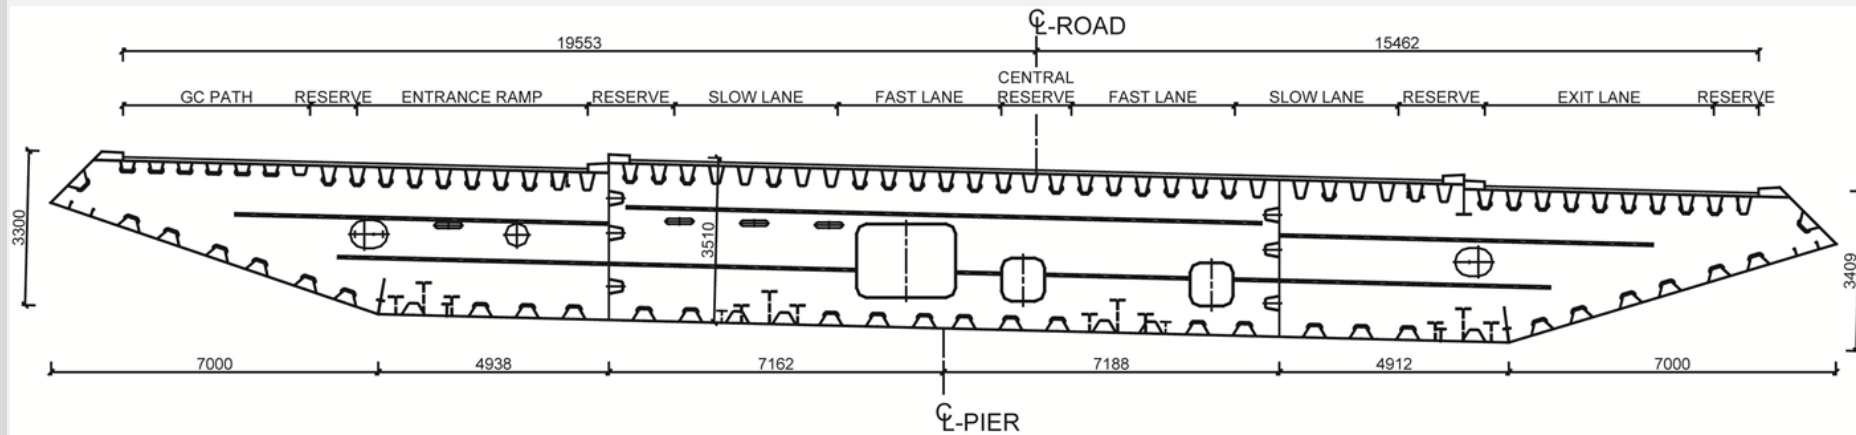 ℄-ROAD
19553
15462
GC PATH
RESERVE
ENTRANCE RAMP
RESERVE
SLOW LANE
FAST LANE
CENTRAL
RESERVE
FAST LANE
SLOW LANE
RESERVE
EXIT LANE
RESERVE
3300
3510
3409
7000
4938
7162
7188
4912
7000
℄-PIER